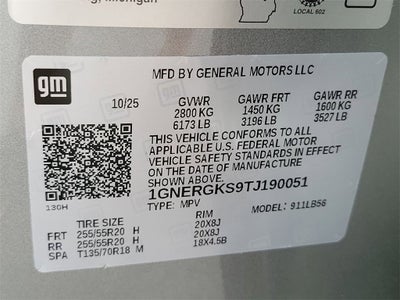 g, Michigan
LOCAL 602
gm
MFD BY GENERAL MOTORS LLC
10/25
GVWR GAWR FRT GAWR RR
2800 KG 1450 KG 1600 KG
6173 LB 3196 LB 3527 LB
THIS VEHICLE CONFORMS TO ALL
APPLICABLE U.S. FEDERAL MOTOR
VEHICLE SAFETY STANDARDS IN EFFECT
ON THE DATE OF MANUFACTURE
1GNERGKS9TJ190051
13GH
TYPE: MPV MODEL: 911LB56
TIRE SIZE RIM
FRT 255/55R20 H 20X8J
RR 255/55R20 H 20X8J
SPA T135/70R18 M 18X4.5B